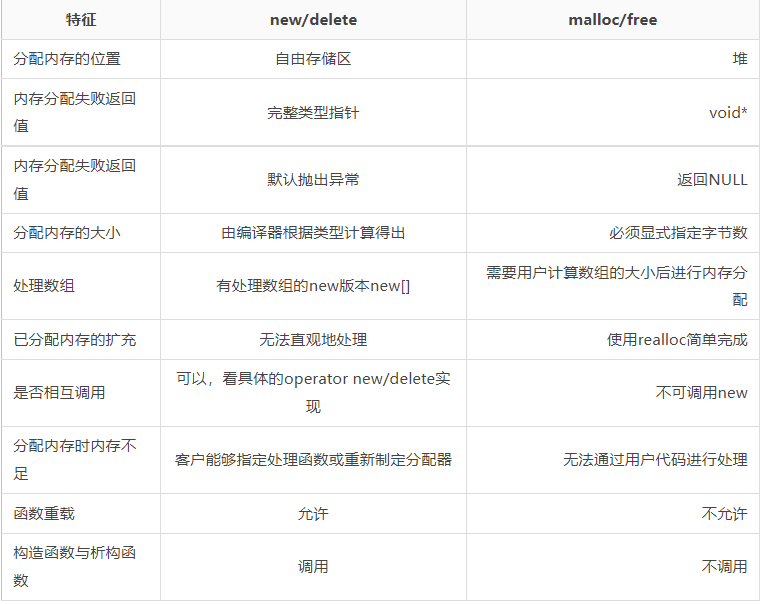 特征 new/delete malloc/free
分配内存的位置 自由存储区 堆
内存分配失败返回
值 完整类型指针 void*
内存分配失败返回
值 默认抛出异常 返回NULL
分配内存的大小 由编译器根据类型计算得出 必须显式指定字节数
处理数组 有处理数组的new版本new[] 需要用户计算数组的大小后进行内存分
配
已分配内存的扩充 无法直观地处理 使用realloc简单完成
是否相互调用 可以，看具体的operator new/delete实
现 不可调用new
分配内存时内存不
足 客户能够指定处理函数或重新制定分配器 无法通过用户代码进行处理
函数重载 允许 不允许
构造函数与析构函
数 调用 不调用